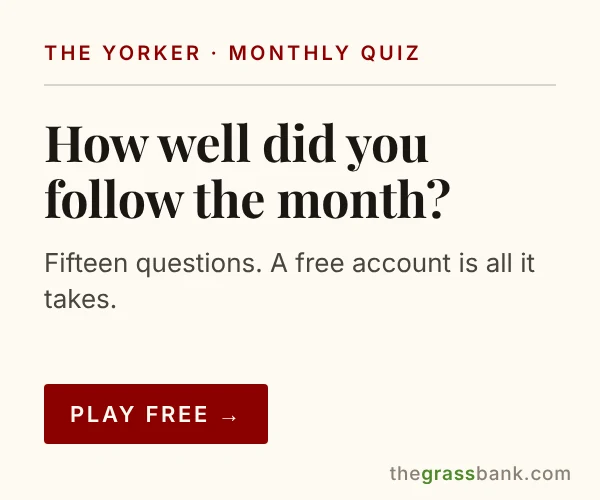 THE YORKER · MONTHLY QUIZ
How well did you
follow the month?
Fifteen questions. A free account is all it
takes.
PLAY FREE →
thegrassbank.com